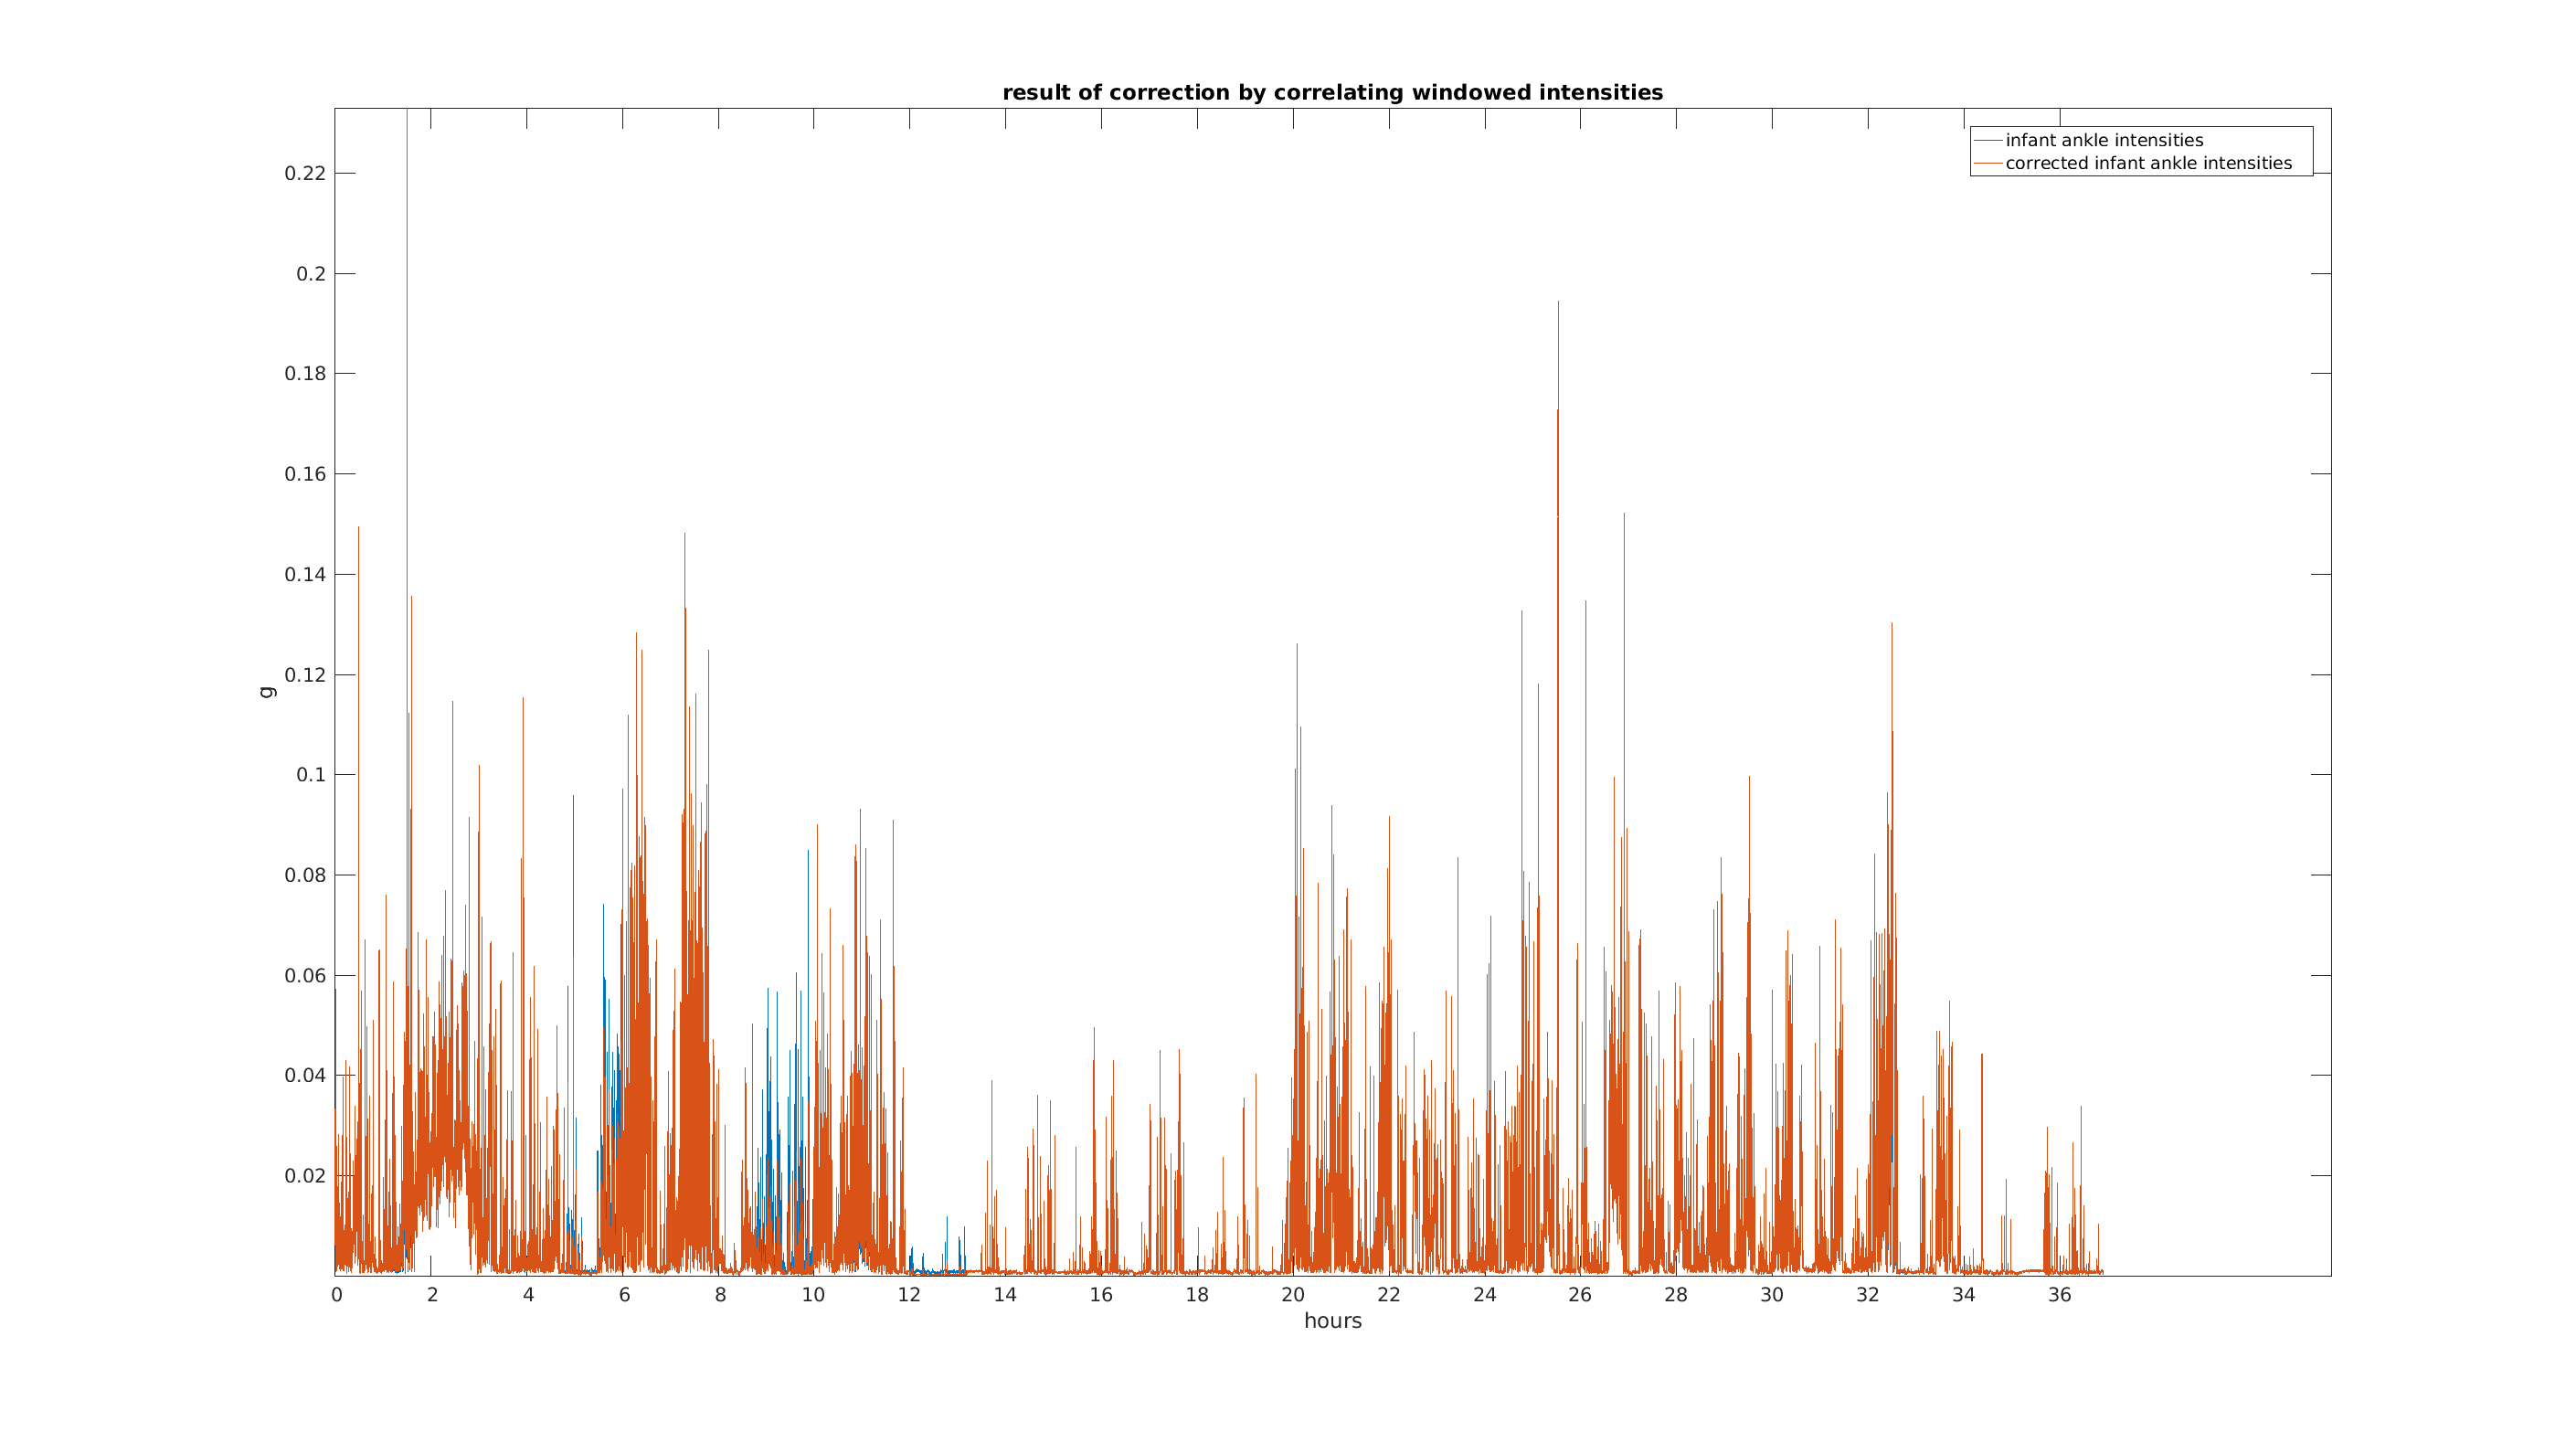 result of correction by correlating windowed intensities
infant ankle intensities
corrected infant ankle intensities
0.22
0.2
0.18
0.16
0.14
0.12
0.1
0.08
0.06
0.04
0.02
g
0 2 4 6 8 10 12 14 16 18 20 22 24 26 28 30 32 34 36
hours